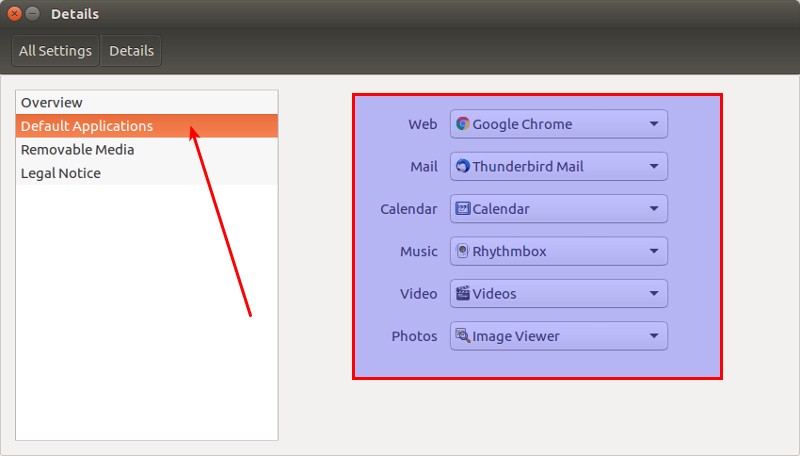 Details
All Settings Details
Overview
Default Applications
Removable Media
Legal Notice
Web Google Chrome
Mail Thunderbird Mail
Calendar Calendar
Music Rhythmbox
Video Videos
Photos Image Viewer